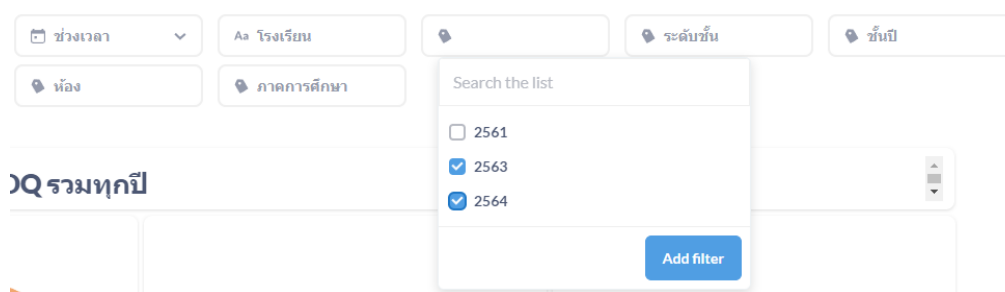 ช่วงเวลา
Aa โรงเรียน
ระดับชั้น
ชั้นปี
ห้อง
ภาคการศึกษา
Search the list
2561
2563
2564
Add filter
รวมทุกปี